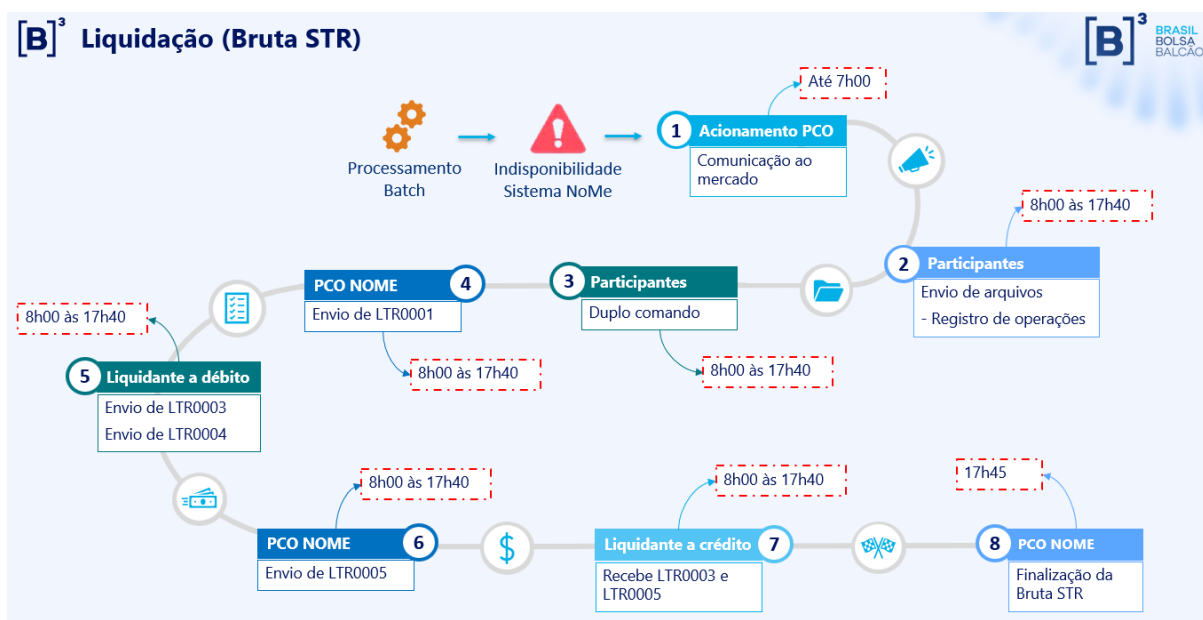 [B]³ Liquidação (Bruta STR)
[B]³ BRASIL
BOLSA
BALCÃO
Até 7h00
Processamento
Batch
Indisponibilidade
Sistema NoMe
1 Acionamento PCO
Comunicação ao
mercado
8h00 às 17h40
2 Participantes
Envio de arquivos
- Registro de operações
3 Participantes
Duplo comando
8h00 às 17h40
PCO NOME 4
Envio de LTR0001
8h00 às 17h40
8h00 às 17h40
5 Liquidante a débito
Envio de LTR0003
Envio de LTR0004
8h00 às 17h40
PCO NOME 6
Envio de LTR0005
$
8h00 às 17h40
Liquidante a crédito 7
Recebe LTR0003 e
LTR0005
17h45
8 PCO NOME
Finalização da
Bruta STR